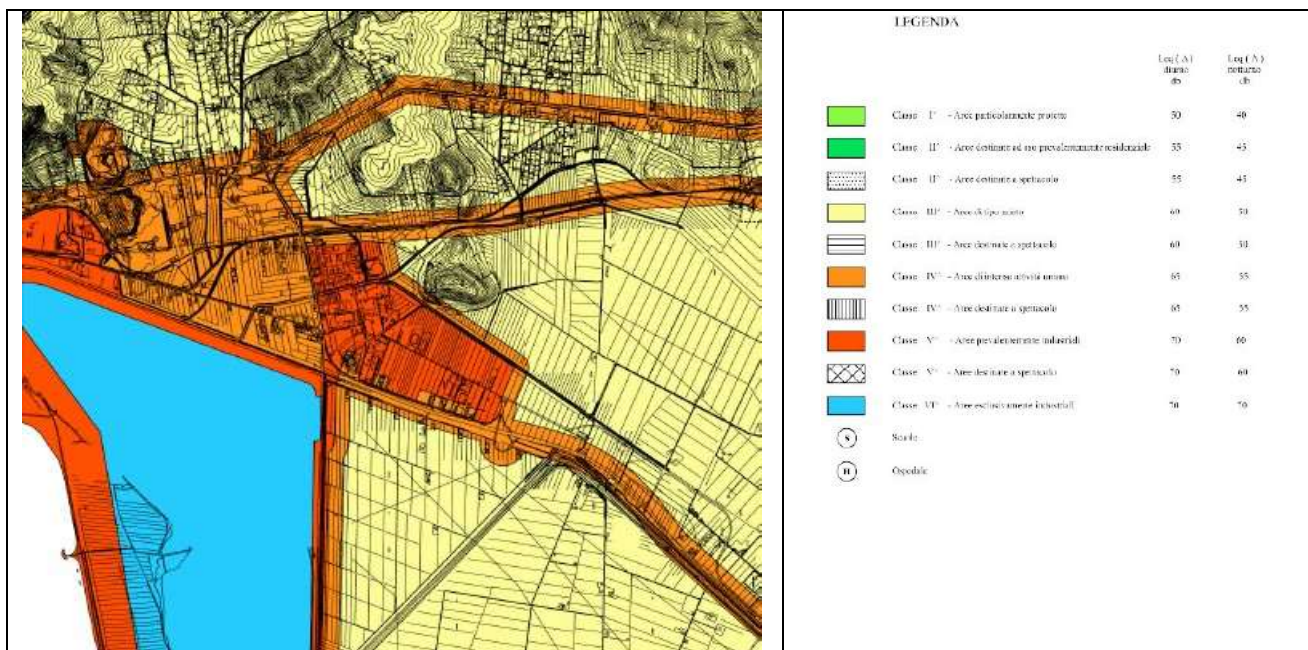 LEGENDA
Leq ( A ) Leq ( A )
diurno notturno
db db
Classe I^ - Aree particolarmente protette 50 40
Classe II^ - Aree destinate ad uso prevalentemente residenziale 55 45
Classe II^ - Aree destinate a spettacolo 55 45
Classe III^ - Aree di tipo misto 60 50
Classe III^ - Aree destinate a spettacolo 60 50
Classe IV^ - Aree di intensa attività umana 65 55
Classe IV^ - Aree destinate a spettacolo 65 55
Classe V^ - Aree prevalentemente industriali 70 60
Classe V^ - Aree destinate a spettacolo 70 60
Classe VI^ - Aree esclusivamente industriali 70 70
S Scuole
H Ospedale